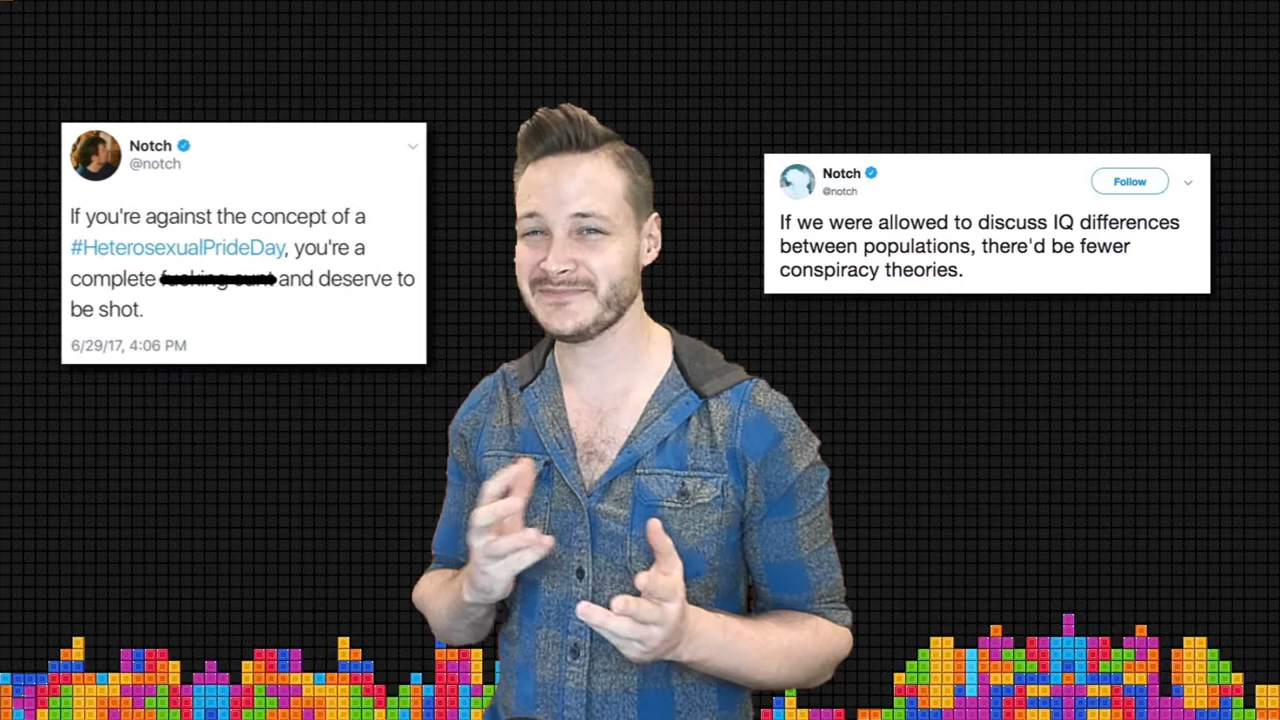 Notch
@notch
If you're against the concept of a
#HeterosexualPrideDay, you're a
complete fucking cunt and deserve to
be shot.
6/29/17, 4:06 PM
Notch
@notch
Follow
If we were allowed to discuss IQ differences
between populations, there'd be fewer
conspiracy theories.